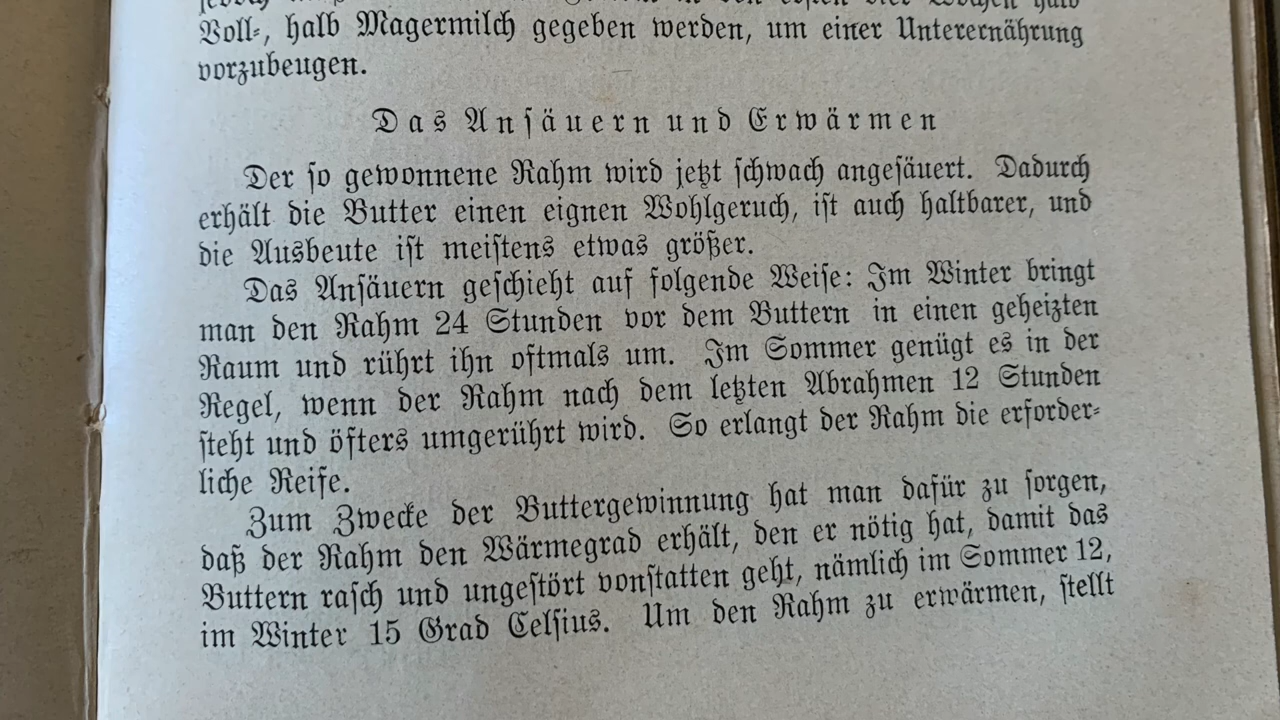 Voll-, halb Magermilch gegeben werden, um einer Unterernährung
vorzubeugen.
Das Ansäuern und Erwärmen
Der so gewonnene Rahm wird jetzt schwach angesäuert. Dadurch
erhält die Butter einen eignen Wohlgeruch, ist auch haltbarer, und
die Ausbeute ist meistens etwas größer.
Das Ansäuern geschieht auf folgende Weise: Im Winter bringt
man den Rahm 24 Stunden vor dem Buttern in einen geheizten
Raum und rührt ihn oftmals um. Im Sommer genügt es in der
Regel, wenn der Rahm nach dem letzten Abrahmen 12 Stunden
steht und öfters umgerührt wird. So erlangt der Rahm die erforder-
liche Reife.
Zum Zwecke der Buttergewinnung hat man dafür zu sorgen,
daß der Rahm den Wärmegrad erhält, den er nötig hat, damit das
Buttern rasch und ungestört vonstatten geht, nämlich im Sommer 12,
im Winter 15 Grad Celsius. Um den Rahm zu erwärmen, stellt